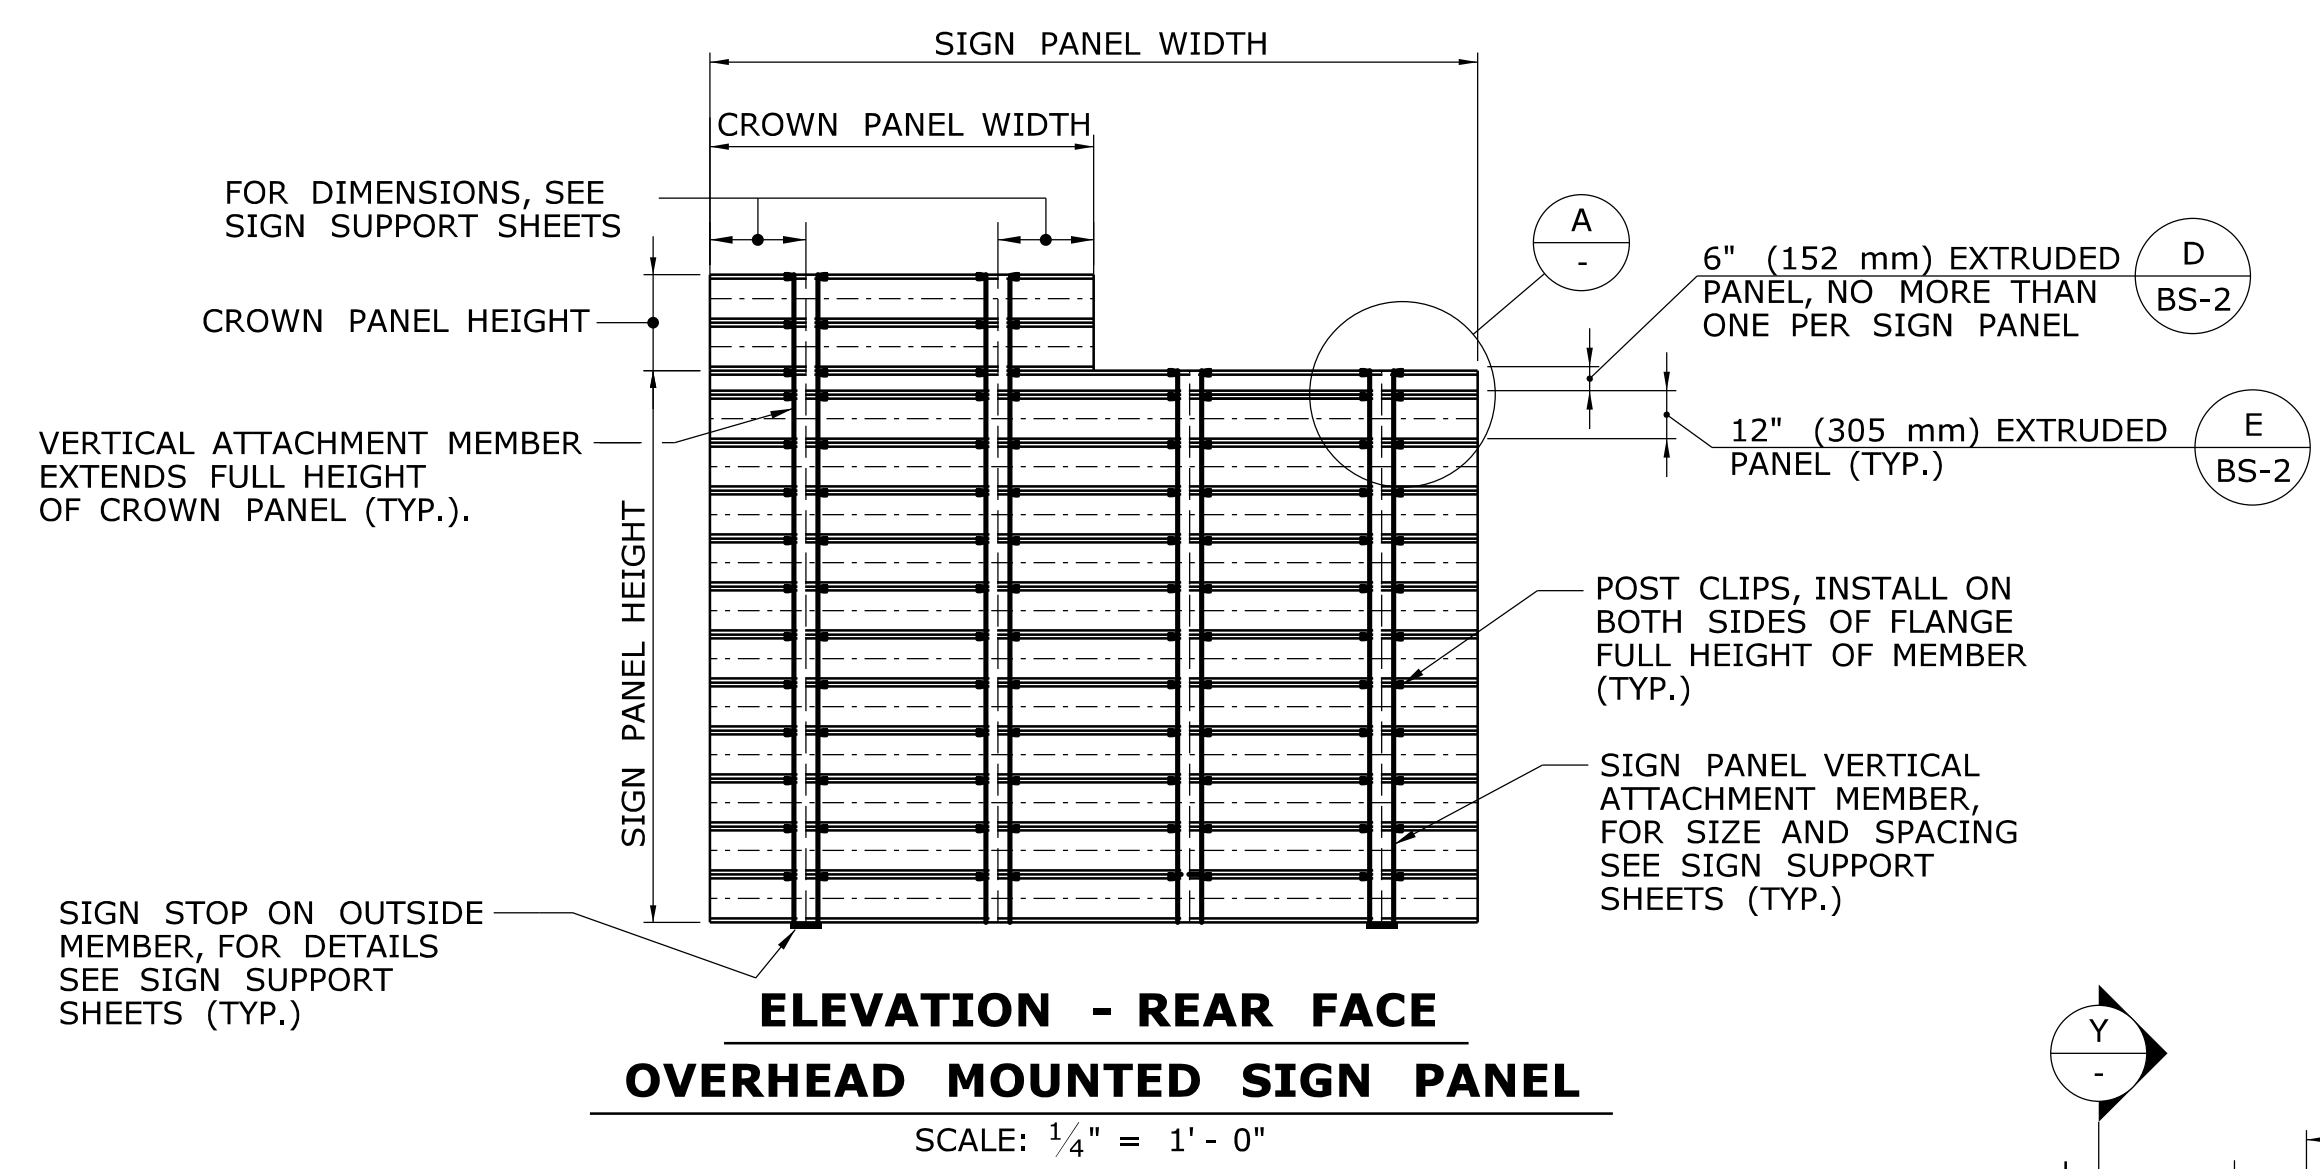 SIGN PANEL WIDTH
CROWN PANEL WIDTH
FOR DIMENSIONS, SEE
SIGN SUPPORT SHEETS
CROWN PANEL HEIGHT
VERTICAL ATTACHMENT MEMBER
EXTENDS FULL HEIGHT
OF CROWN PANEL (TYP.).
SIGN PANEL HEIGHT
SIGN STOP ON OUTSIDE
MEMBER, FOR DETAILS
SEE SIGN SUPPORT
SHEETS (TYP.)
A
-
6" (152 mm) EXTRUDED
PANEL, NO MORE THAN
ONE PER SIGN PANEL
D
BS-2
12" (305 mm) EXTRUDED
PANEL (TYP.)
E
BS-2
POST CLIPS, INSTALL ON
BOTH SIDES OF FLANGE
FULL HEIGHT OF MEMBER
(TYP.)
SIGN PANEL VERTICAL
ATTACHMENT MEMBER,
FOR SIZE AND SPACING
SEE SIGN SUPPORT
SHEETS (TYP.)
ELEVATION - REAR FACE
OVERHEAD MOUNTED SIGN PANEL
SCALE: 1/4" = 1' - 0"
Y
-